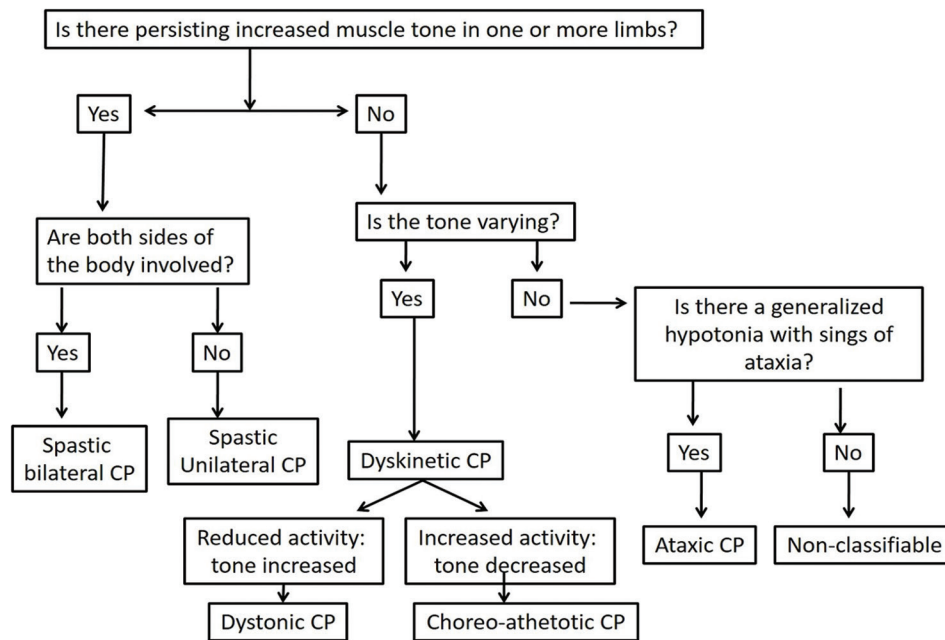 Is there persisting increased muscle tone in one or more limbs?
Yes
No
Are both sides of
the body involved?
Is the tone varying?
Yes
No
Yes
No
Is there a generalized
hypotonia with sings of
ataxia?
Spastic
bilateral CP
Spastic
Unilateral CP
Dyskinetic CP
Yes
No
Reduced activity:
tone increased
Increased activity:
tone decreased
Ataxic CP
Non-classifiable
Dystonic CP
Choreo-athetotic CP